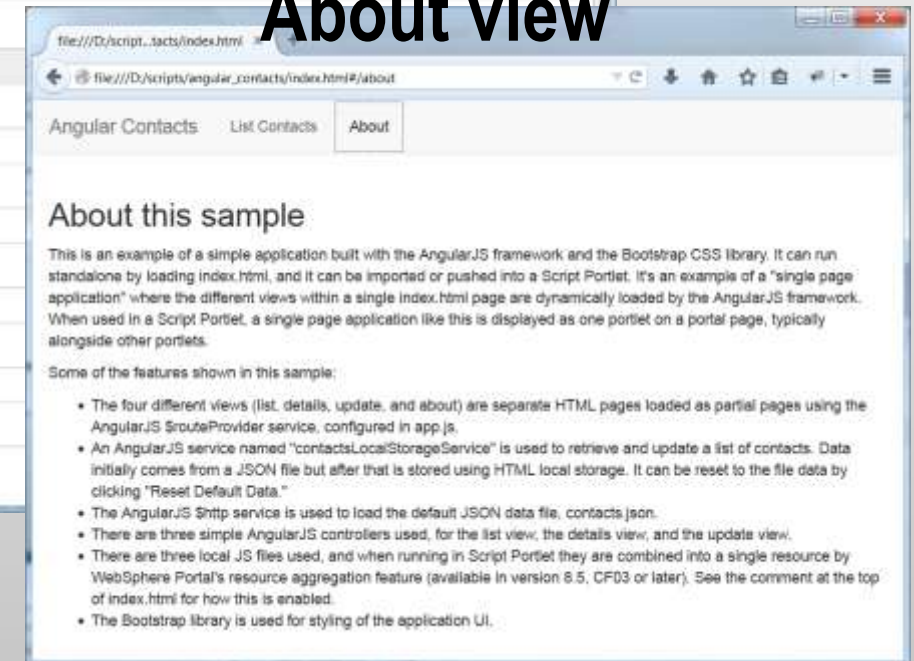 About view
file:///D:/script...tacts/index.html
file:///D:/scripts/angular_contacts/index.html#/about
Angular Contacts List Contacts About
About this sample
This is an example of a simple application built with the AngularJS framework and the Bootstrap CSS library. It can run
standalone by loading index.html, and it can be imported or pushed into a Script Portlet. It's an example of a "single page
application" where the different views within a single index.html page are dynamically loaded by the AngularJS framework.
When used in a Script Portlet, a single page application like this is displayed as one portlet on a portal page, typically
alongside other portlets.
Some of the features shown in this sample:
• The four different views (list, details, update, and about) are separate HTML pages loaded as partial pages using the
AngularJS $routeProvider service, configured in app.js.
• An AngularJS service named "contactsLocalStorageService" is used to retrieve and update a list of contacts. Data
initially comes from a JSON file but after that is stored using HTML local storage. It can be reset to the file data by
clicking "Reset Default Data."
• The AngularJS $http service is used to load the default JSON data file, contacts.json.
• There are three simple AngularJS controllers used, for the list view, the details view, and the update view.
• There are three local JS files used, and when running in Script Portlet they are combined into a single resource by
WebSphere Portal's resource aggregation feature (available in version 8.5, CF03 or later). See the comment at the top
of index.html for how this is enabled.
• The Bootstrap library is used for styling of the application UI.